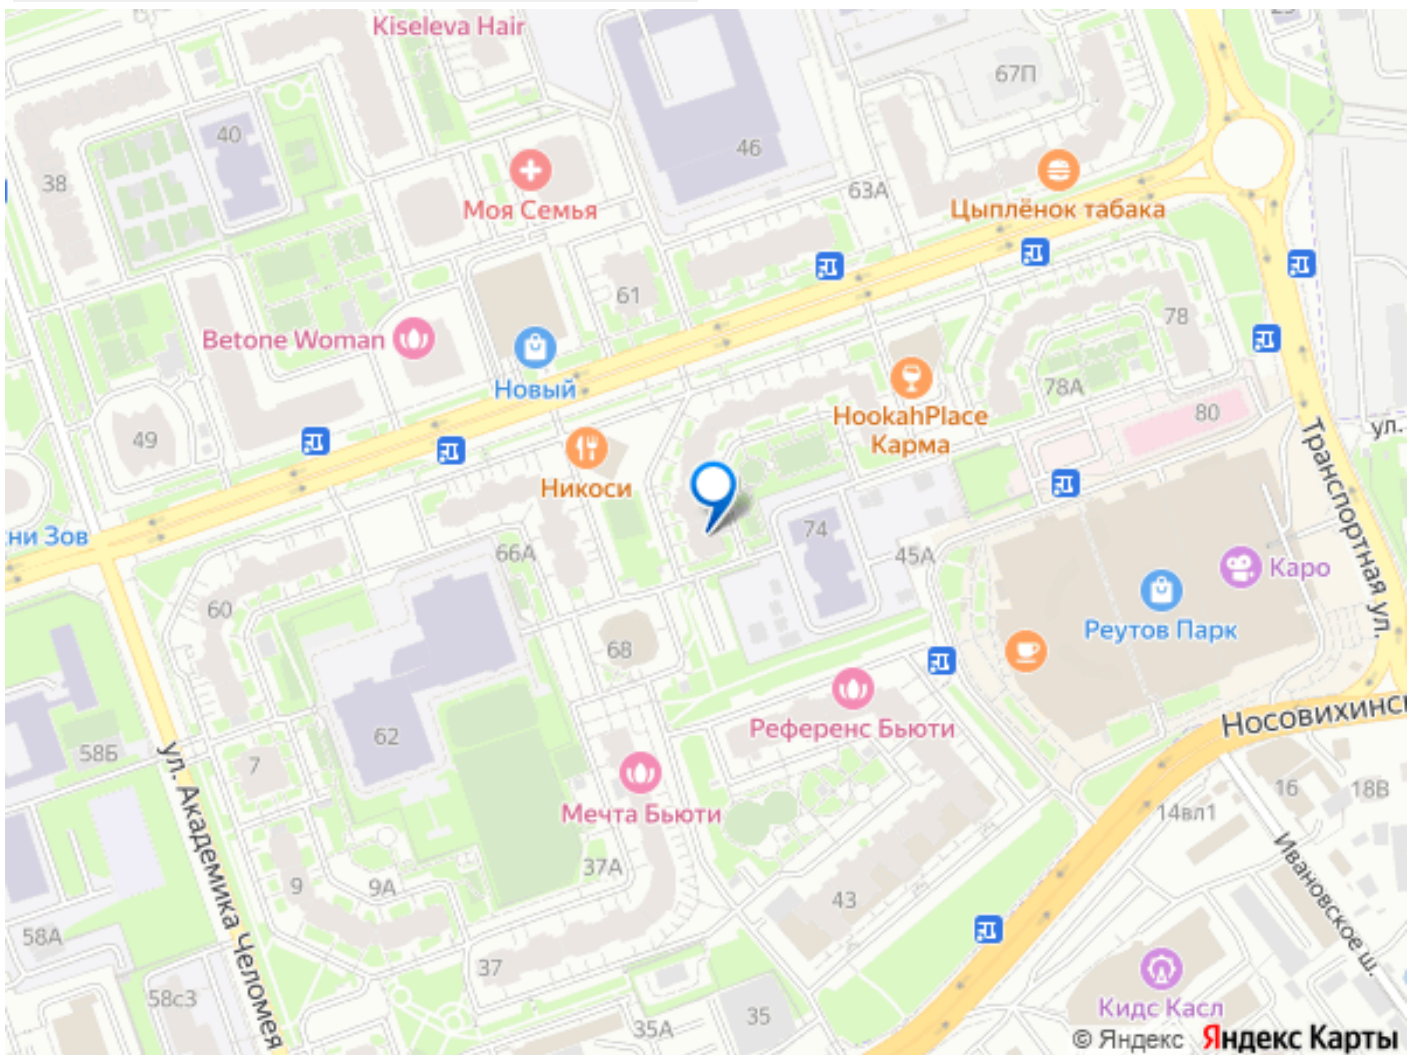 Kiseleva Hair
23
67П
40
46
38
Моя Семья
63А
Цыплёнок табака
61
78
Betone Woman
Новый
78А
HookahPlace
Карма
80
49
ул.
Никоси
Транспортная ул.
ни Зов
66А
74
45А
Каро
60
Реутов Парк
68
Референс Бьюти
Носовихинс
62
58Б
7
ул. Академика Челомея
Мечта Бьюти
16
18В
14вл1
37А
9
9А
43
Ивановское ш.
58А
37
58с3
35
35А
Кидс Касл
© Яндекс Яндекс Карты